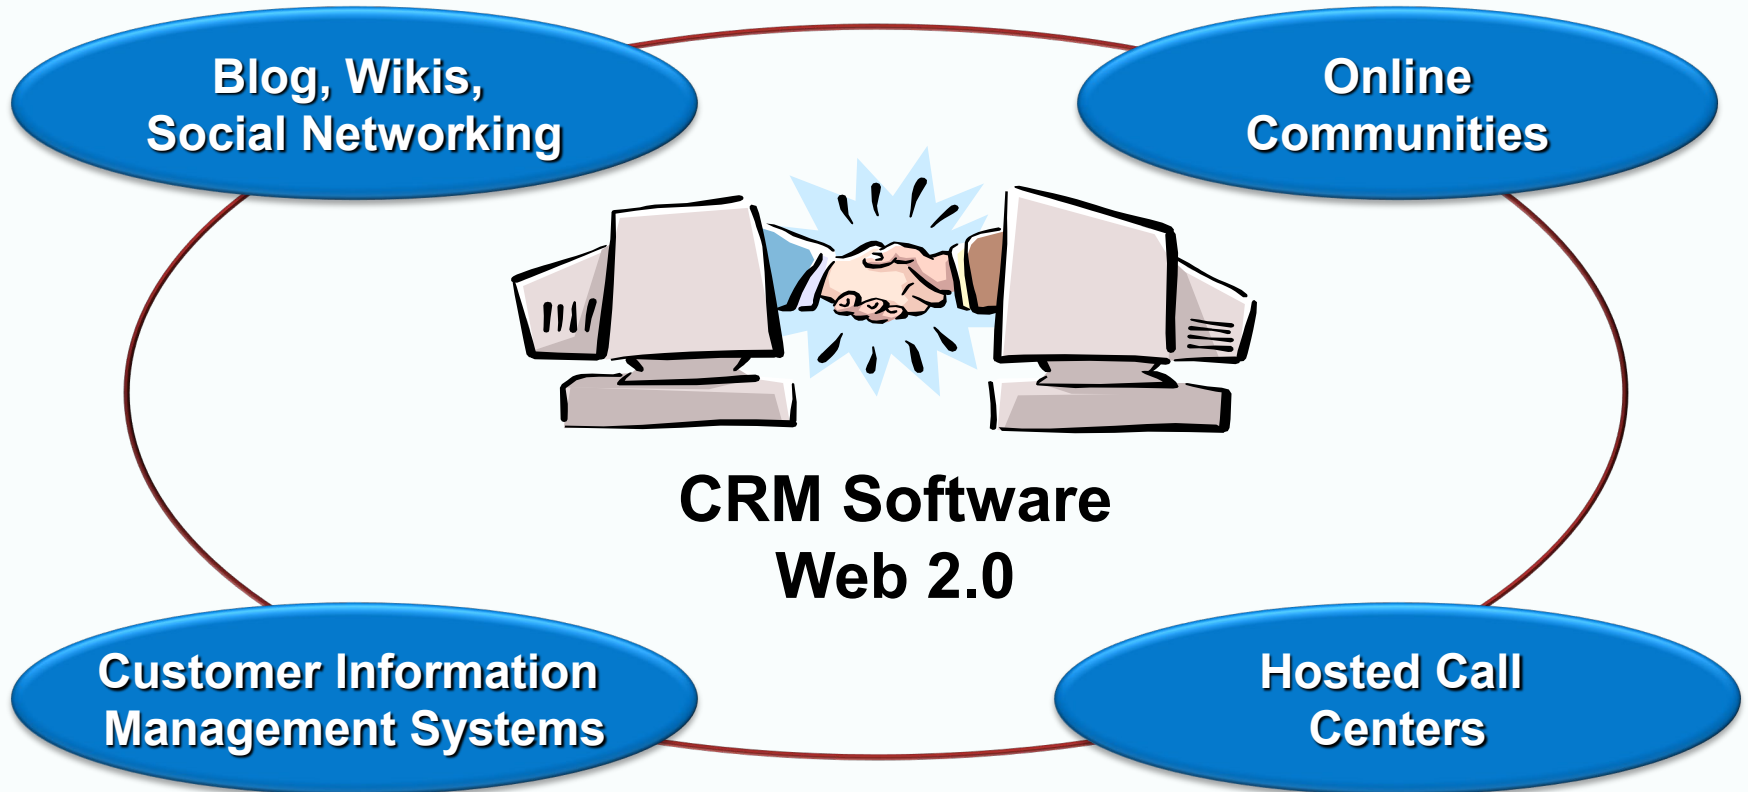 Blog, Wikis,
Social Networking
Online
Communities
CRM Software
Web 2.0
Customer Information
Management Systems
Hosted Call
Centers